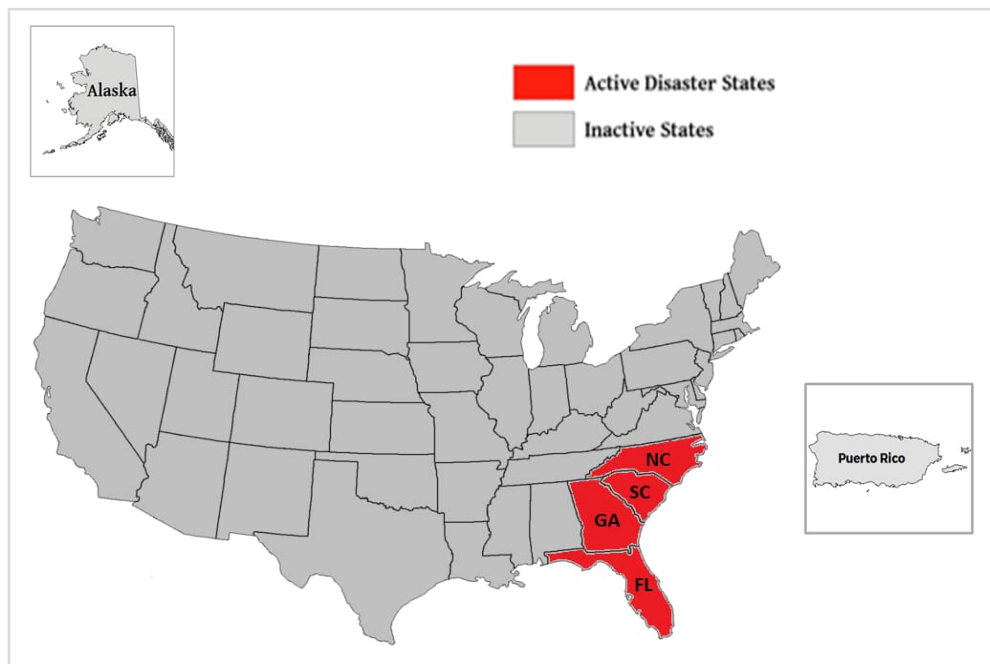 Alaska
Active Disaster States
Inactive States
NC
SC
GA
FL
Puerto Rico